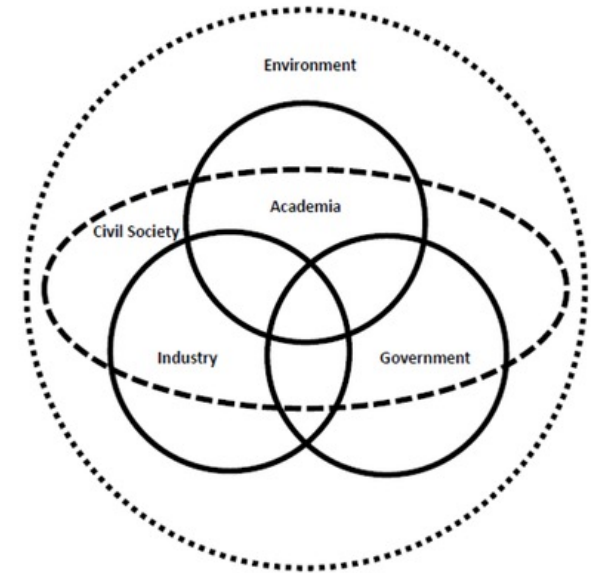 Environment
Academia
Civil Society
Industry
Government